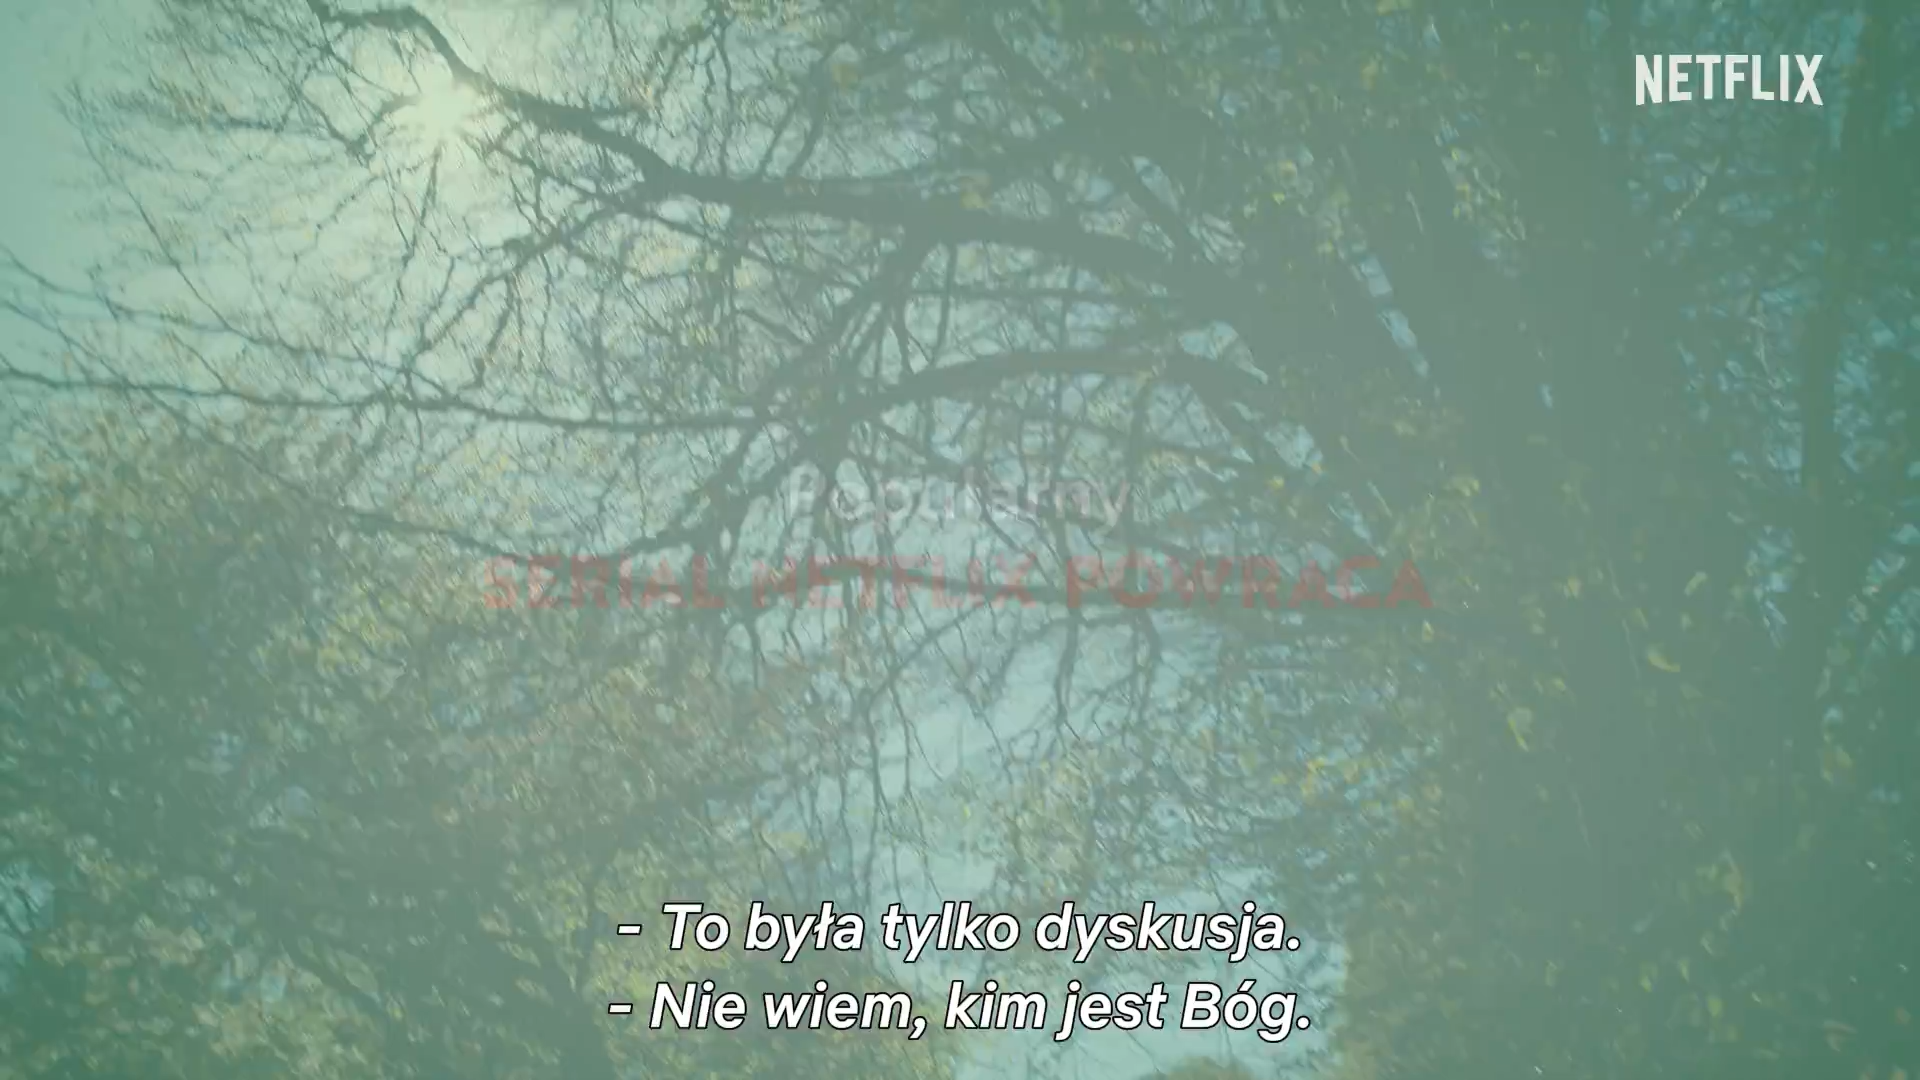 NETFLIX
Popularny
SERIAL NETFLIX POWRACA
- To była tylko dyskusja.
- Nie wiem, kim jest Bóg.